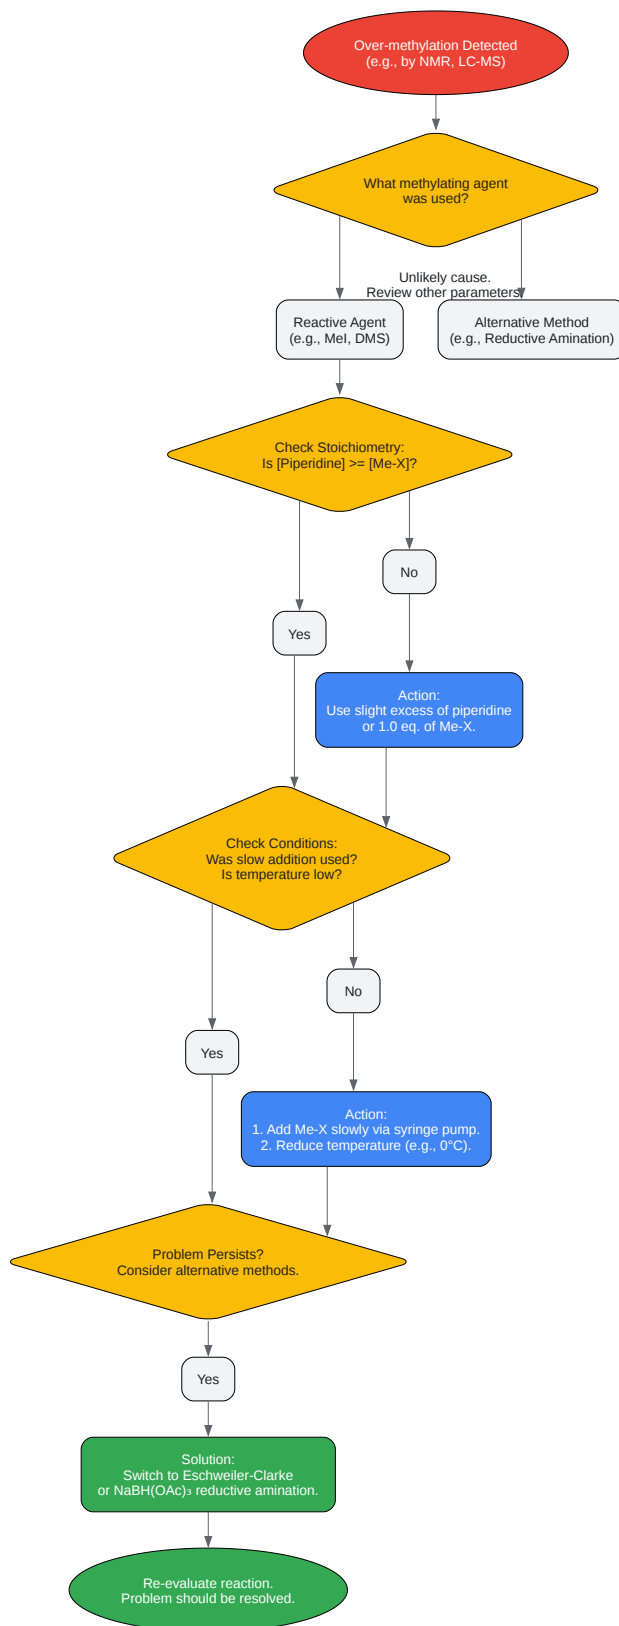 Over-methylation Detected
(e.g., by NMR, LC-MS)
What methylating agent
was used?
Unlikely cause.
Review other parameters.
Reactive Agent
(e.g., MeI, DMS)
Alternative Method
(e.g., Reductive Amination)
Check Stoichiometry:
Is [Piperidine] >= [Me-X]?
No
Yes
Action:
Use slight excess of piperidine
or 1.0 eq. of Me-X.
Check Conditions:
Was slow addition used?
Is temperature low?
No
Yes
Action:
1. Add Me-X slowly via syringe pump.
2. Reduce temperature (e.g., 0°C).
Problem Persists?
Consider alternative methods.
Yes
Solution:
Switch to Eschweiler-Clarke
or NaBH(OAc)₃ reductive amination.
Re-evaluate reaction.
Problem should be resolved.